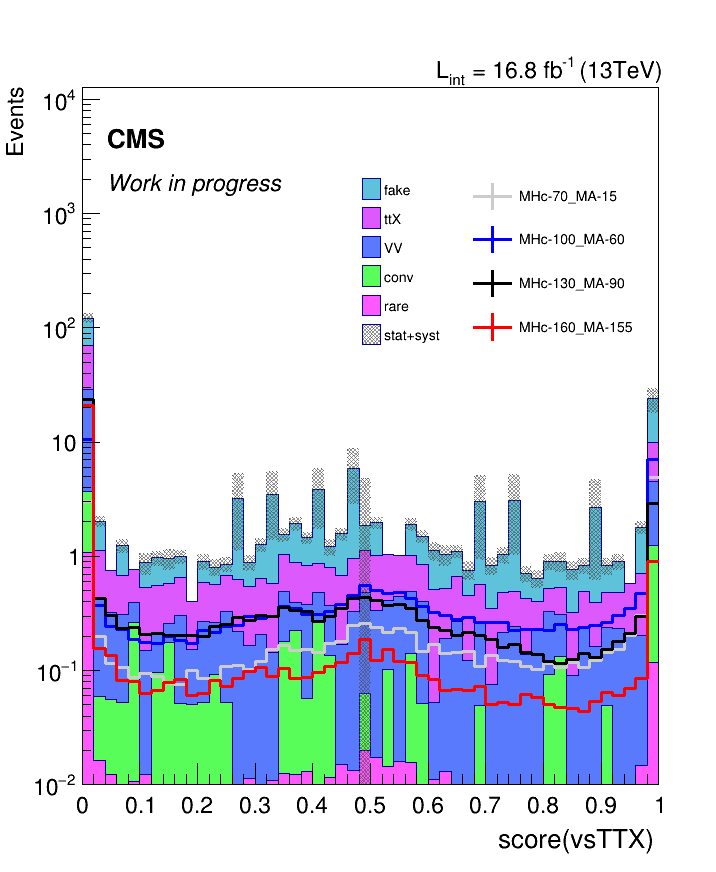 L_int = 16.8 fb^-1 (13TeV)
Events
CMS
Work in progress
fake
ttX
VV
conv
rare
stat+syst
MHc-70_MA-15
MHc-100_MA-60
MHc-130_MA-90
MHc-160_MA-155
10^4
10^3
10^2
10
1
10^−1
10^−2
0 0.1 0.2 0.3 0.4 0.5 0.6 0.7 0.8 0.9 1
score(vsTTX)